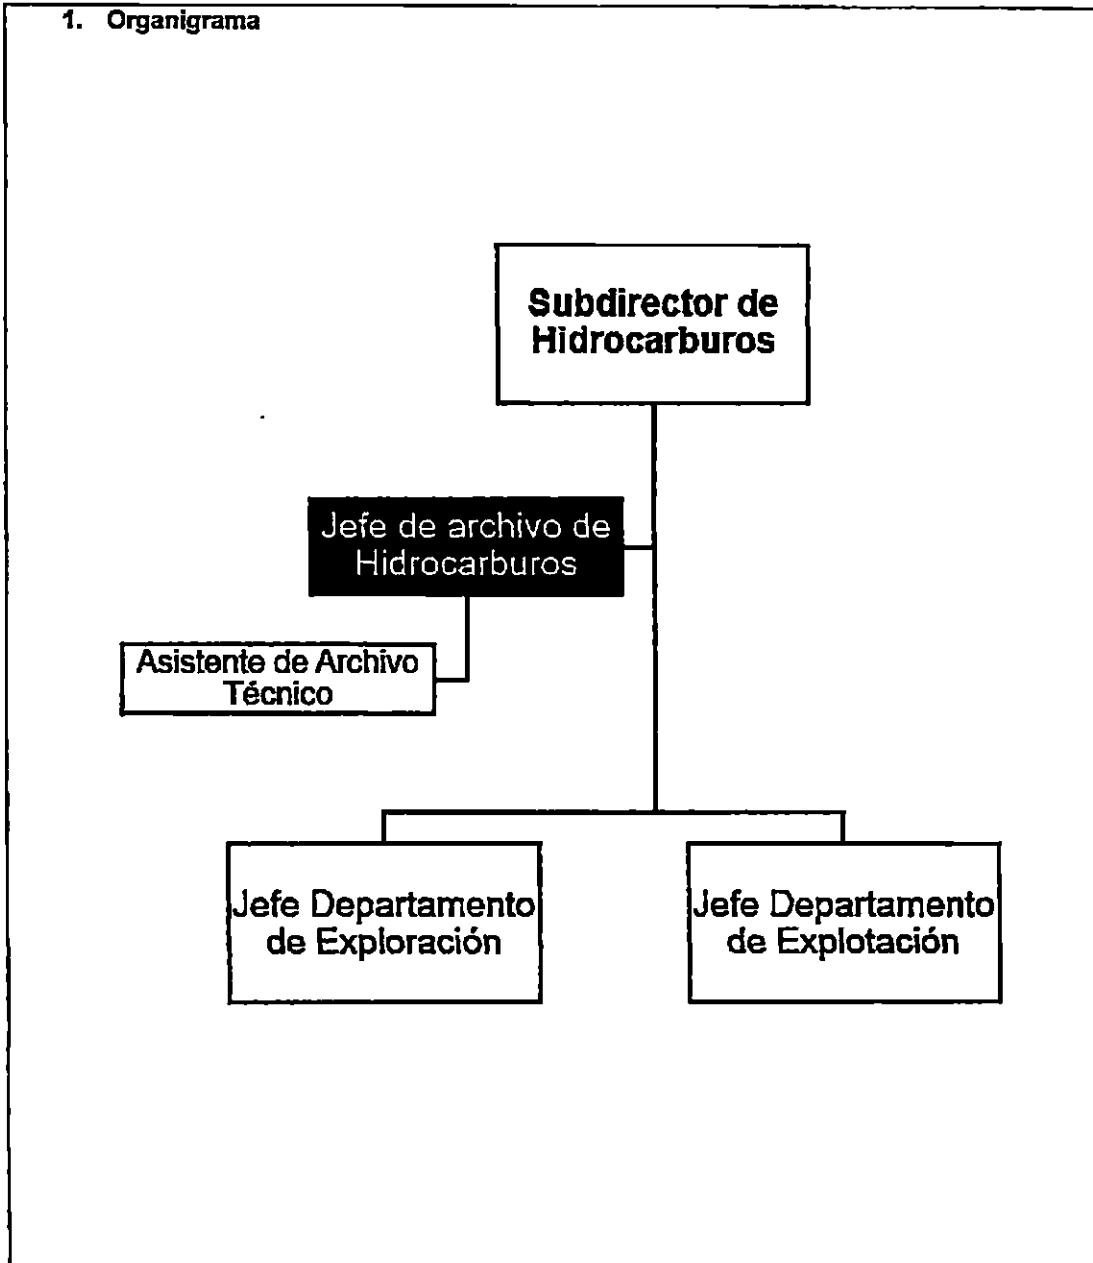 1. Organigrama
Subdirector de
Hidrocarburos
Jefe de archivo de
Hidrocarburos
Asistente de Archivo
Técnico
Jefe Departamento
de Exploración
Jefe Departamento
de Explotación